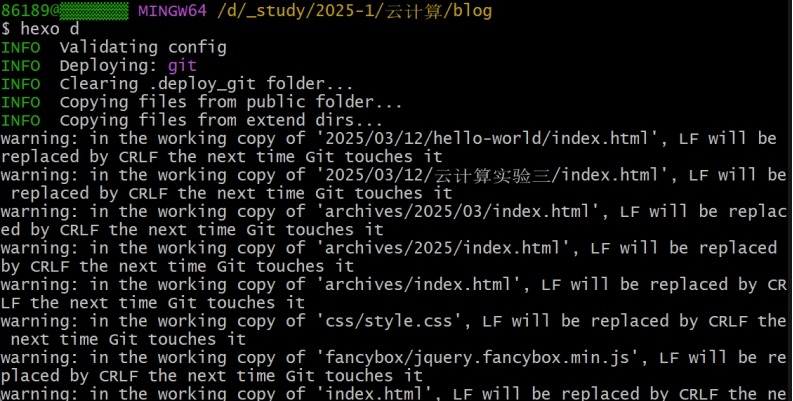 86189@ MINGW64 /d/_study/2025-1/云计算/blog
$ hexo d
INFO  Validating config
INFO  Deploying: git
INFO  Clearing .deploy_git folder...
INFO  Copying files from public folder...
INFO  Copying files from extend dirs...
warning: in the working copy of '2025/03/12/hello-world/index.html', LF will be
replaced by CRLF the next time Git touches it
warning: in the working copy of '2025/03/12/云计算实验三/index.html', LF will be
 replaced by CRLF the next time Git touches it
warning: in the working copy of 'archives/2025/03/index.html', LF will be replac
ed by CRLF the next time Git touches it
warning: in the working copy of 'archives/2025/index.html', LF will be replaced
by CRLF the next time Git touches it
warning: in the working copy of 'archives/index.html', LF will be replaced by CR
LF the next time Git touches it
warning: in the working copy of 'css/style.css', LF will be replaced by CRLF the
 next time Git touches it
warning: in the working copy of 'fancybox/jquery.fancybox.min.js', LF will be re
placed by CRLF the next time Git touches it
warning: in the working copy of 'index.html', LF will be replaced by CRLF the ne